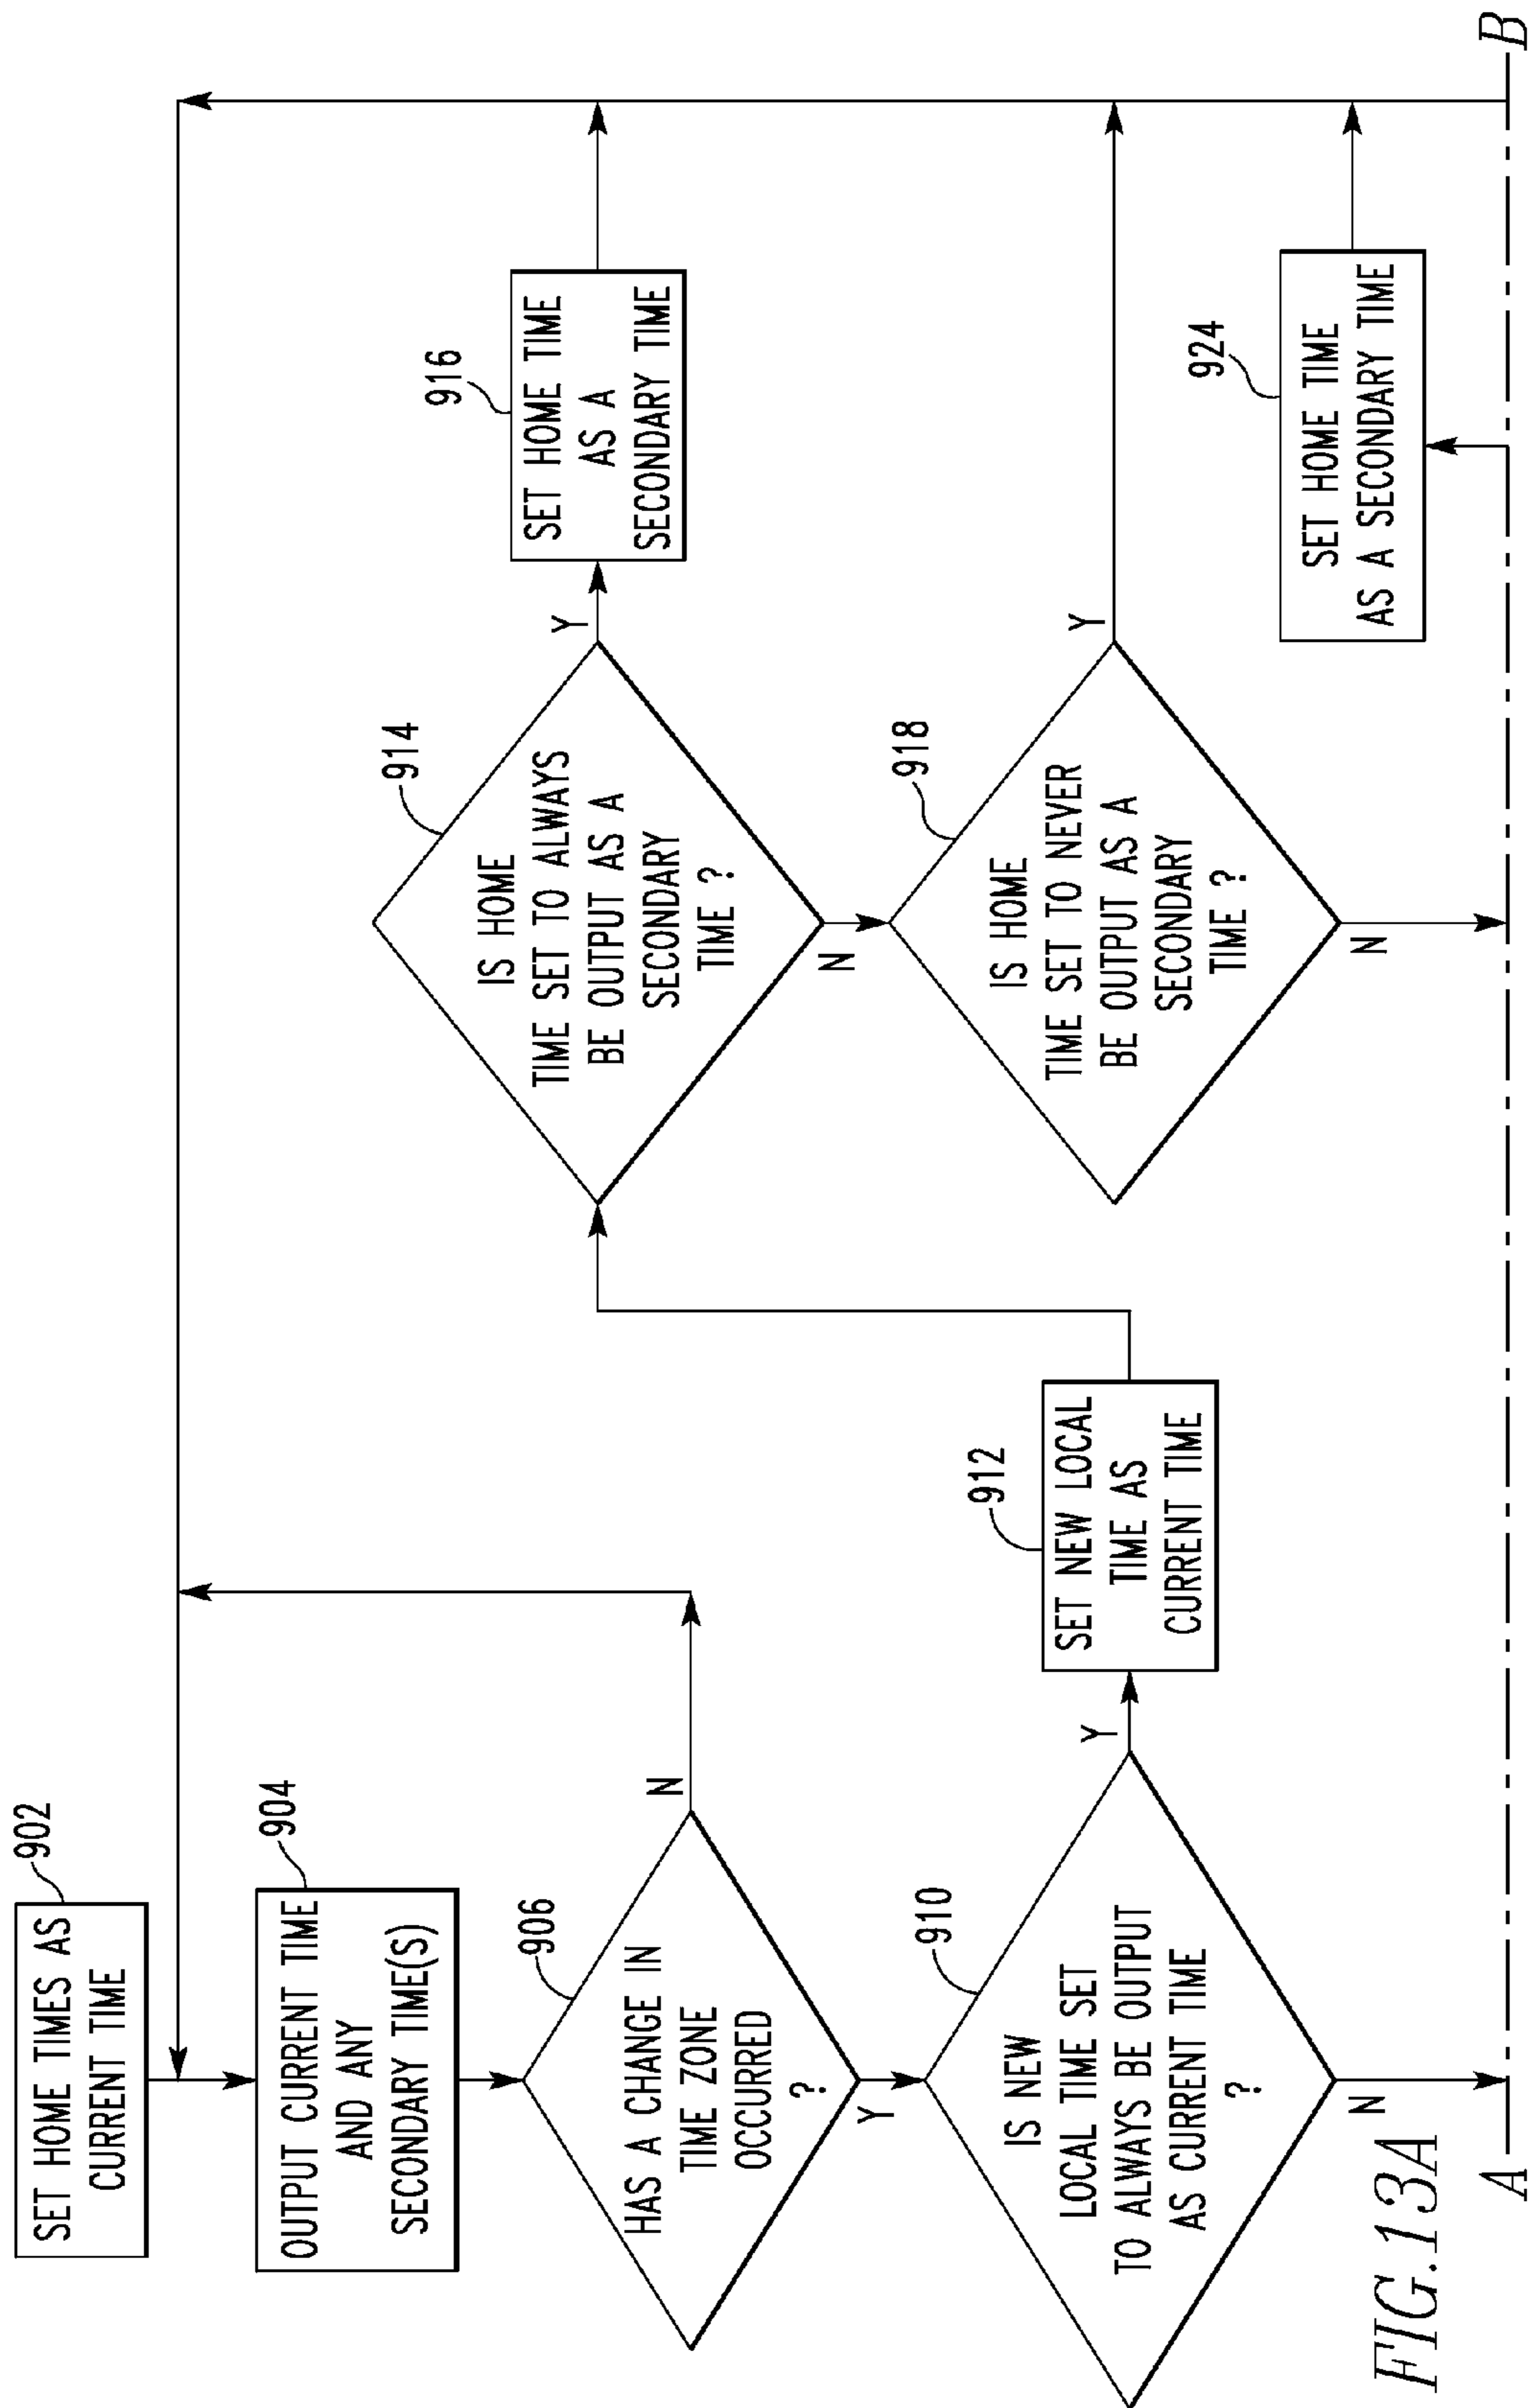 902
SET HOME TIMES AS
CURRENT TIME
904
OUTPUT CURRENT TIME
AND ANY
SECONDARY TIME(S)
906
HAS A CHANGE IN
TIME ZONE
OCCURRED
?
N
Y
910
IS NEW
LOCAL TIME SET
TO ALWAYS BE OUTPUT
AS CURRENT TIME
?
Y
N
912
SET NEW LOCAL
TIME AS
CURRENT TIME
914
IS HOME
TIME SET TO ALWAYS
BE OUTPUT AS A
SECONDARY
TIME ?
Y
N
916
SET HOME TIME
AS A
SECONDARY TIME
918
IS HOME
TIME SET TO NEVER
BE OUTPUT AS A
SECONDARY
TIME ?
Y
N
924
SET HOME TIME
AS A SECONDARY TIME
FIG.13A
A
B